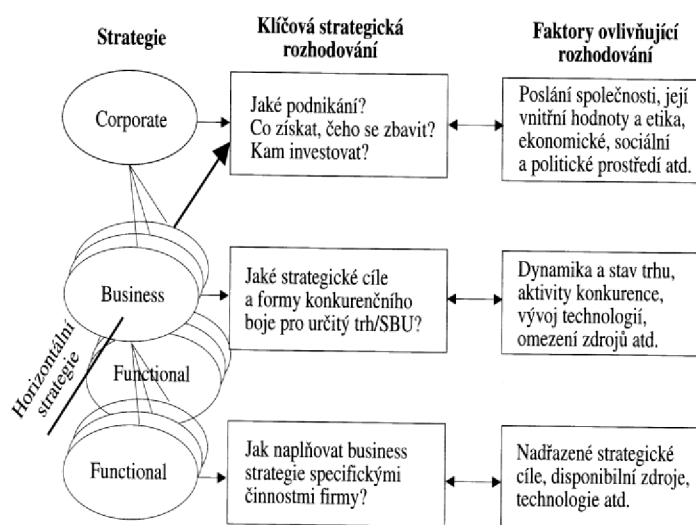 Strategie
Klíčová strategická
rozhodování
Faktory ovlivňující
rozhodování
Corporate
Jaké podnikání?
Co získat, čeho se zbavit?
Kam investovat?
Poslání společnosti, její
vnitřní hodnoty a etika,
ekonomické, sociální
a politické prostředí atd.
Business
Jaké strategické cíle
a formy konkurenčního
boje pro určitý trh/SBU?
Dynamika a stav trhu,
aktivity konkurence,
vývoj technologií,
omezení zdrojů atd.
Horizontální
strategie
Functional
Functional
Jak naplňovat business
strategie specifickými
činnostmi firmy?
Nadřazené strategické
cíle, disponibilní zdroje,
technologie atd.